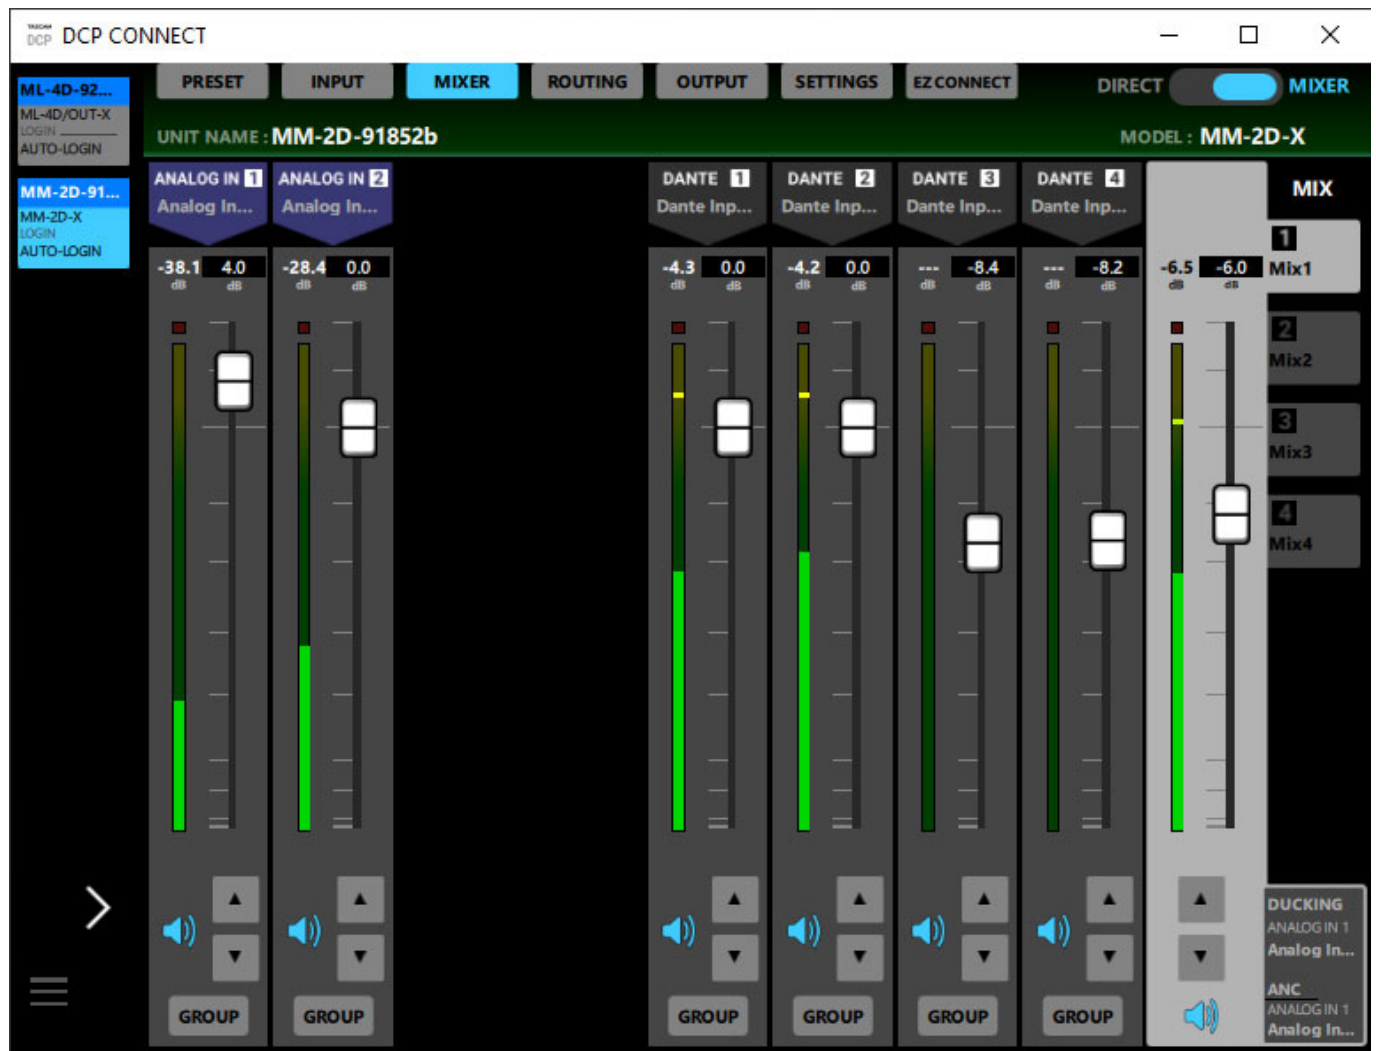 TASCAM
DCP DCP CONNECT
ML-4D-92...
ML-4D/OUT-X
LOGIN
AUTO-LOGIN
MM-2D-91...
MM-2D-X
LOGIN
AUTO-LOGIN
PRESET INPUT MIXER ROUTING OUTPUT SETTINGS EZ CONNECT DIRECT MIXER
UNIT NAME : MM-2D-91852b MODEL : MM-2D-X
ANALOG IN 1 ANALOG IN 2 DANTE 1 DANTE 2 DANTE 3 DANTE 4 MIX
Analog In... Analog In... Dante Inp... Dante Inp... Dante Inp... Dante Inp...
-38.1 4.0 -28.4 0.0 -4.3 0.0 -4.2 0.0 --- -8.4 --- -8.2 -6.5 -6.0
dB dB dB dB dB dB dB dB dB dB dB dB dB dB
1
Mix1
2
Mix2
3
Mix3
4
Mix4
▲ ▲ ▲ ▲ ▲ ▲ ▲
▼ ▼ ▼ ▼ ▼ ▼ ▼
GROUP GROUP GROUP GROUP GROUP GROUP
DUCKING
ANALOG IN 1
Analog In...
ANC
ANALOG IN 1
Analog In...